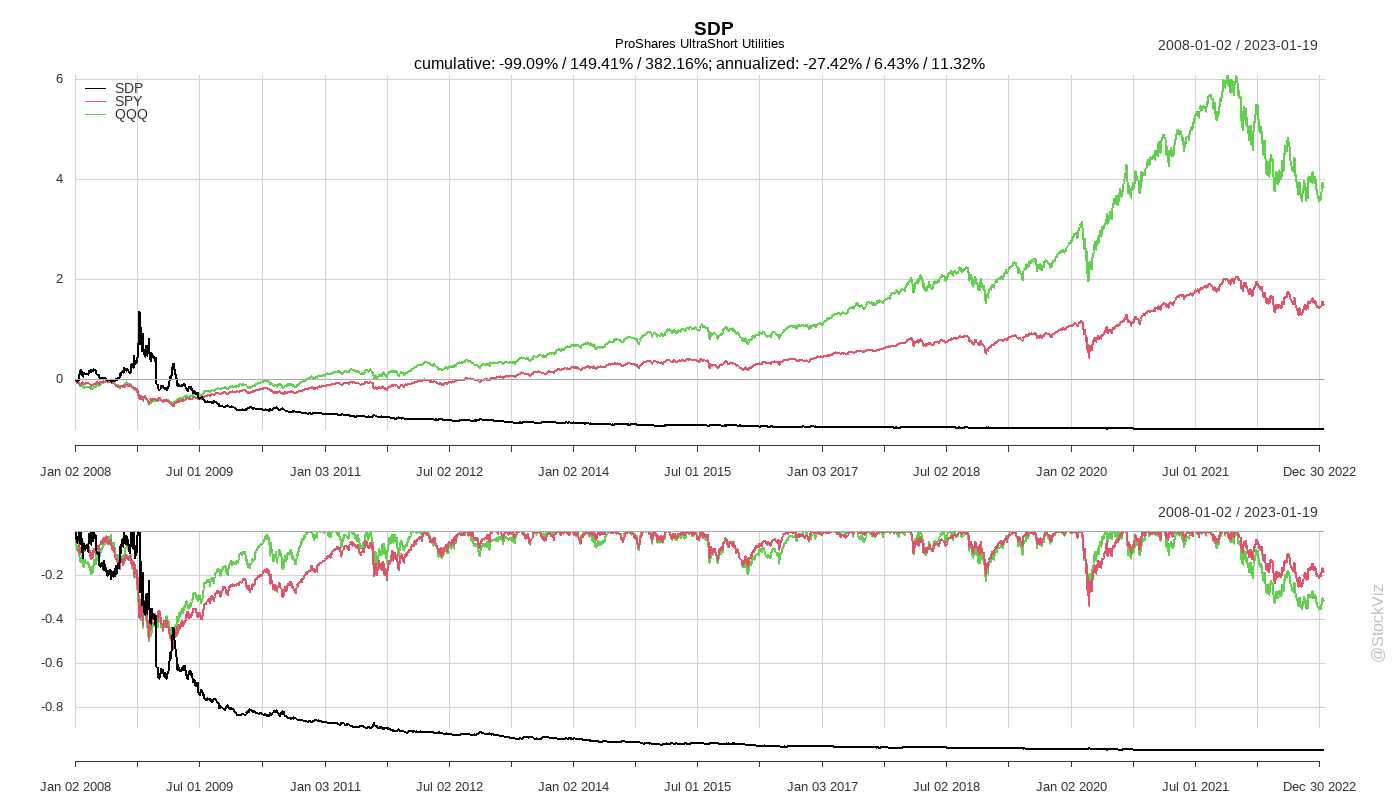 SDP
ProShares UltraShort Utilities
2008-01-02 / 2023-01-19
cumulative: -99.09% / 149.41% / 382.16%; annualized: -27.42% / 6.43% / 11.32%
SDP
SPY
QQQ
6
4
2
0
Jan 02 2008 Jul 01 2009 Jan 03 2011 Jul 02 2012 Jan 02 2014 Jul 01 2015 Jan 03 2017 Jul 02 2018 Jan 02 2020 Jul 01 2021 Dec 30 2022
2008-01-02 / 2023-01-19
-0.2
-0.4
-0.6
-0.8
Jan 02 2008 Jul 01 2009 Jan 03 2011 Jul 02 2012 Jan 02 2014 Jul 01 2015 Jan 03 2017 Jul 02 2018 Jan 02 2020 Jul 01 2021 Dec 30 2022
@StockViz